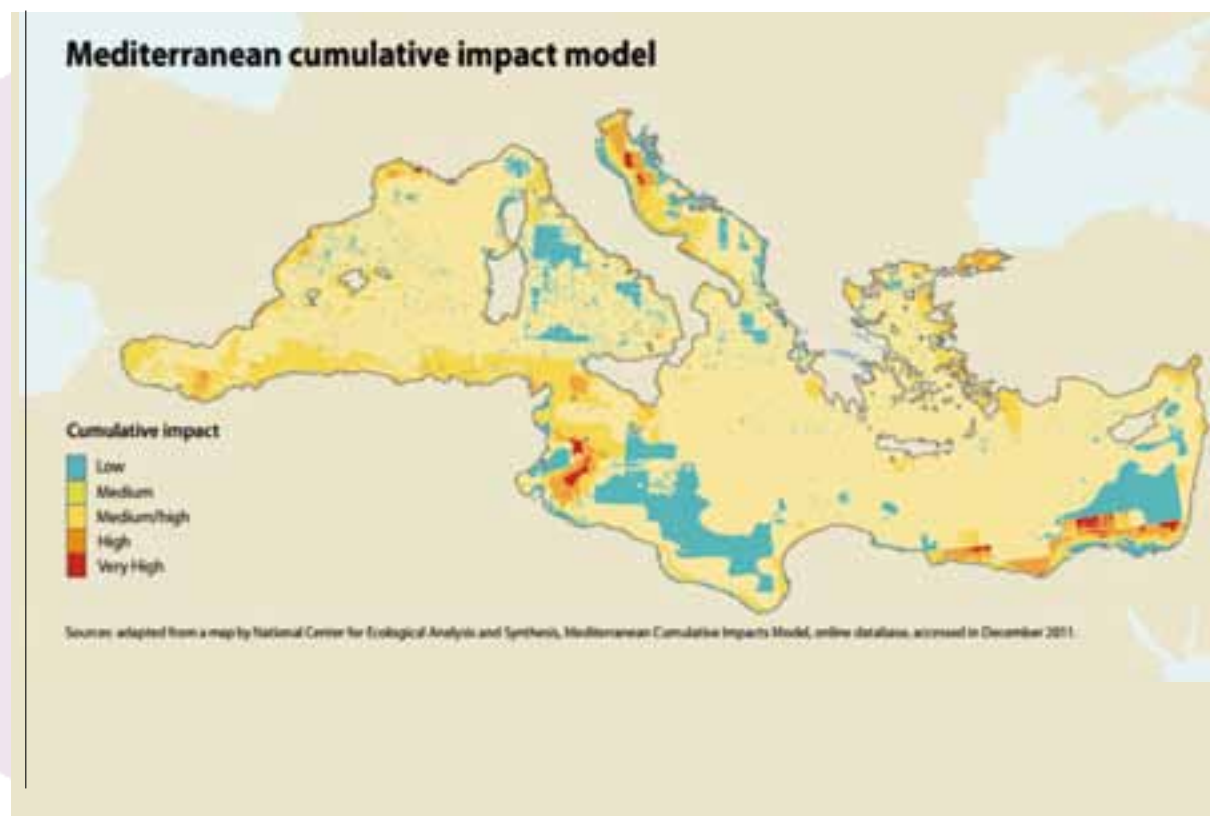 Mediterranean cumulative impact model
Cumulative impact
Low
Medium
Medium/high
High
Very High
Sources: adapted from a map by National Center for Ecological Analysis and Synthesis, Mediterranean Cumulative Impacts Model, online database, accessed in December 2011.